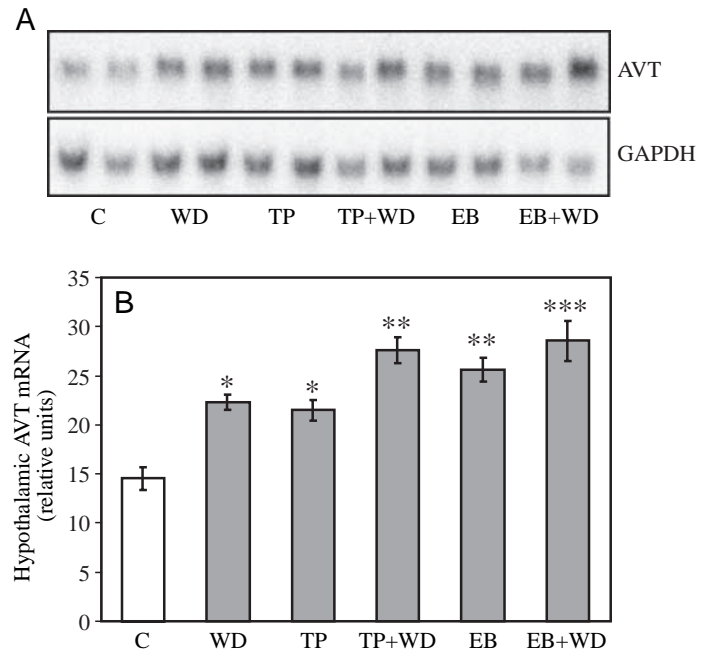 A
AVT
GAPDH
C WD TP TP+WD EB EB+WD
B
Hypothalamic AVT mRNA
(relative units)
35
30
25
20
15
10
5
0
*
*
**
**
***
C WD TP TP+WD EB EB+WD